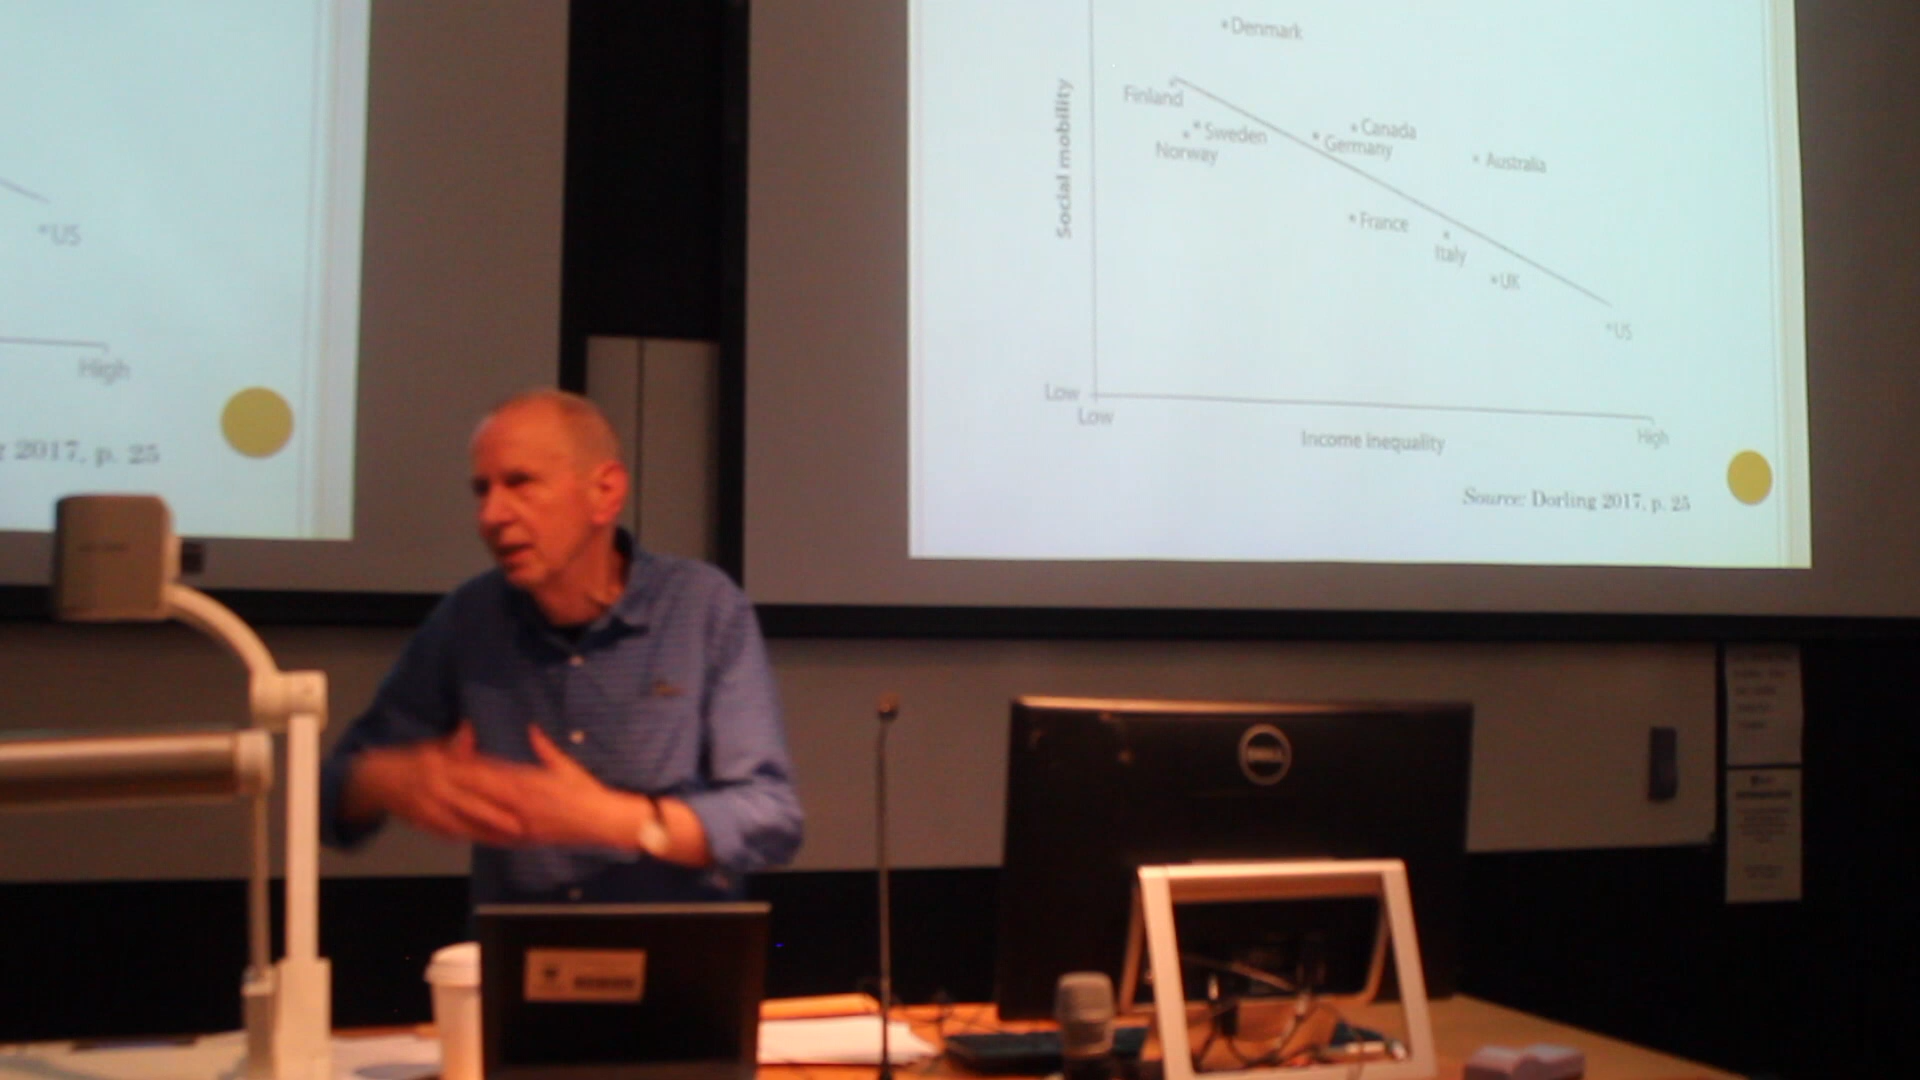 Denmark
Finland
Sweden
Norway
Canada
Germany
Australia
France
Italy
UK
US
Social mobility
Low
Low
Income inequality
High
Source: Dorling 2017, p. 25
US
High
2017, p. 25
DELL